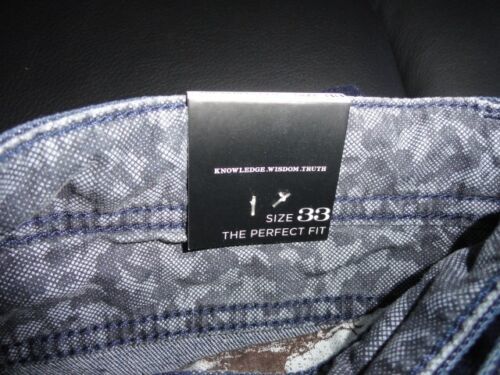 KNOWLEDGE.WISDOM.TRUTH
SIZE 33
THE PERFECT FIT